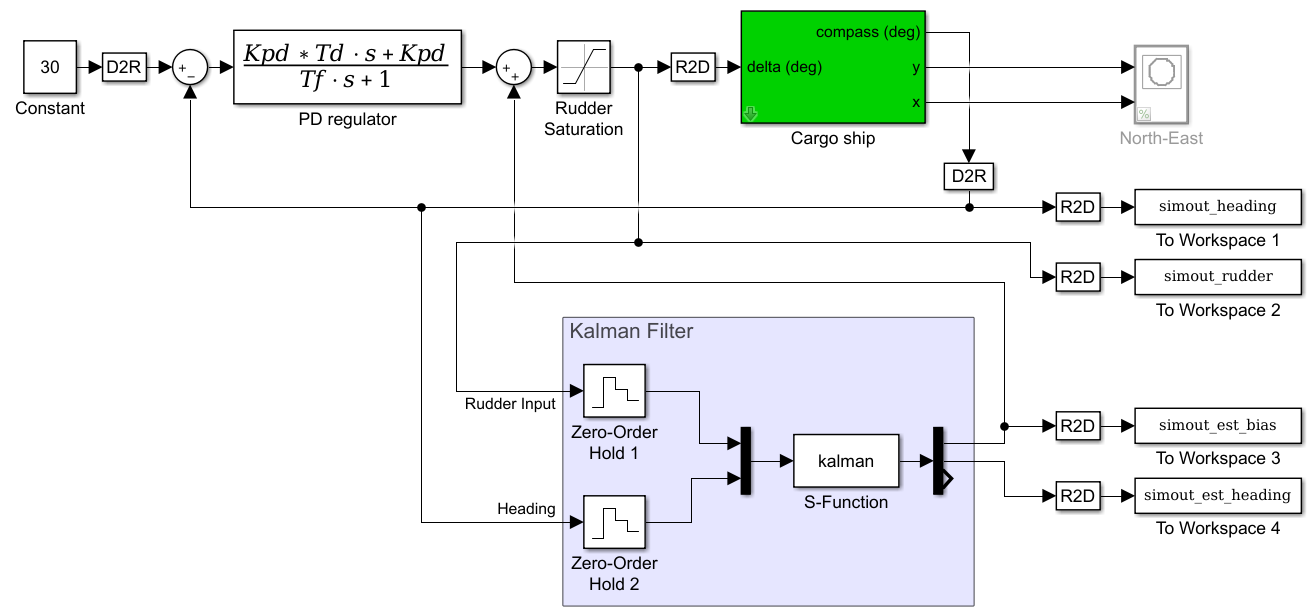 30
Constant
D2R
+
−
Kpd * Td · s + Kpd
Tf · s + 1
PD regulator
+
+
Rudder
Saturation
R2D
compass (deg)
delta (deg)
y
x
Cargo ship
%
North-East
D2R
R2D
simout_heading
To Workspace 1
R2D
simout_rudder
To Workspace 2
Kalman Filter
Rudder Input
Zero-Order
Hold 1
kalman
S-Function
Heading
Zero-Order
Hold 2
R2D
simout_est_bias
To Workspace 3
R2D
simout_est_heading
To Workspace 4